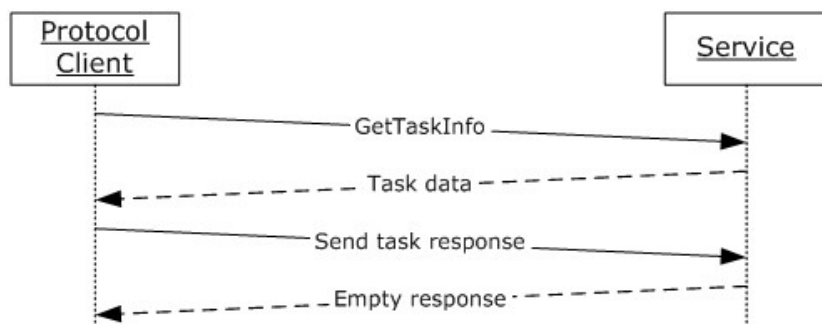 Protocol
Client
Service
GetTaskInfo
Task data
Send task response
Empty response